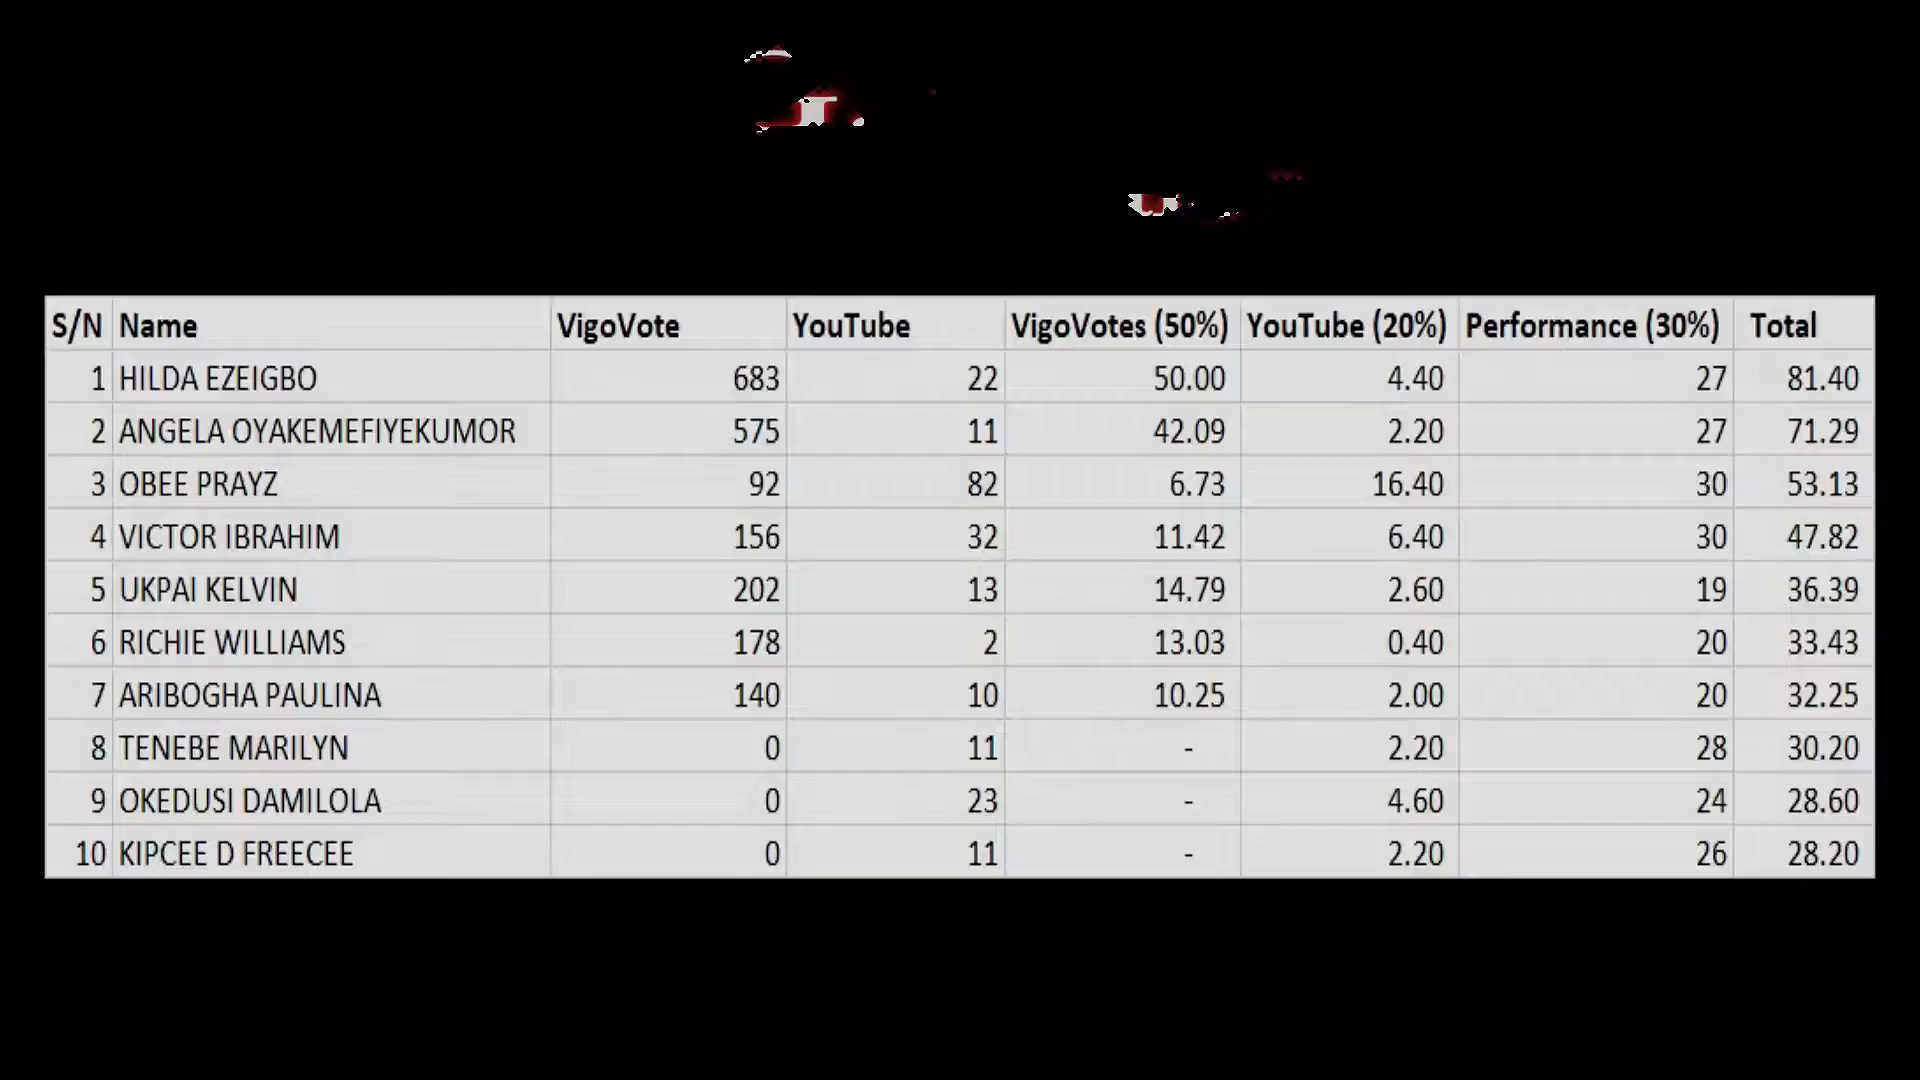 S/N Name VigoVote YouTube VigoVotes (50%) YouTube (20%) Performance (30%) Total
1 HILDA EZEIGBO 683 22 50.00 4.40 27 81.40
2 ANGELA OYAKEMEFIYEKUMOR 575 11 42.09 2.20 27 71.29
3 OBEE PRAYZ 92 82 6.73 16.40 30 53.13
4 VICTOR IBRAHIM 156 32 11.42 6.40 30 47.82
5 UKPAI KELVIN 202 13 14.79 2.60 19 36.39
6 RICHIE WILLIAMS 178 2 13.03 0.40 20 33.43
7 ARIBOGHA PAULINA 140 10 10.25 2.00 20 32.25
8 TENEBE MARILYN 0 11 - 2.20 28 30.20
9 OKEDUSI DAMILOLA 0 23 - 4.60 24 28.60
10 KIPCEE D FREECEE 0 11 - 2.20 26 28.20